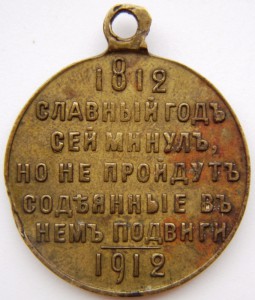 1812
СЛАВНЫЙ ГОДЪ
СЕЙ МИНУЛЪ,
НО НЕ ПРОЙДУТЪ
СОДѢЯННЫЕ ВЪ
НЕМЪ ПОДВИГИ
1912